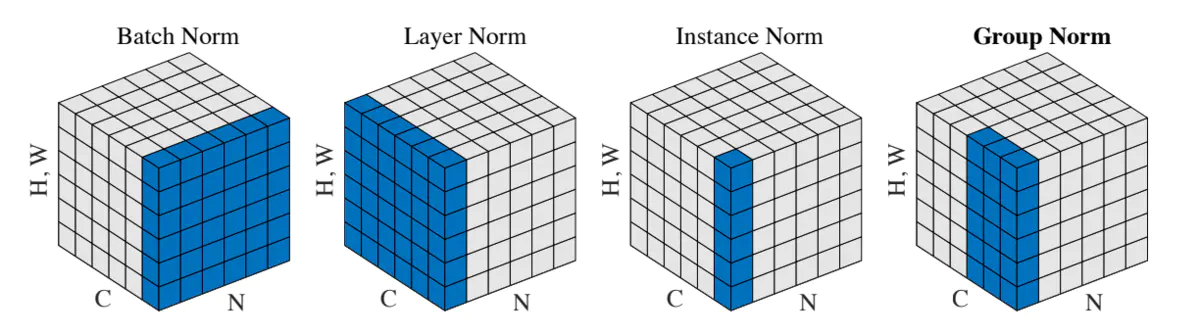 Batch Norm
Layer Norm
Instance Norm
Group Norm
H, W
C
N
H, W
C
N
H, W
C
N
H, W
C
N